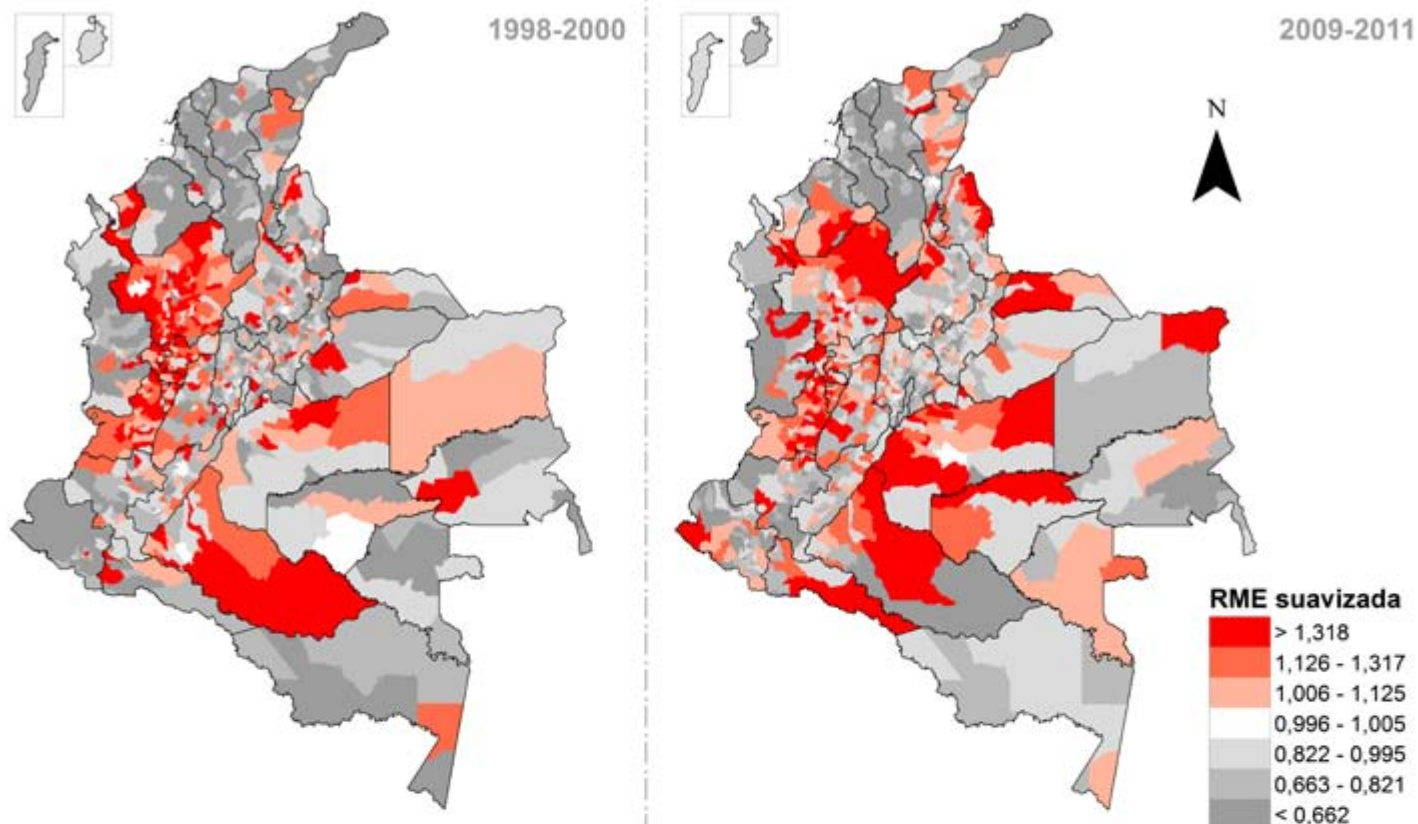 1998-2000
2009-2011
N
RME suavizada
> 1,318
1,126 - 1,317
1,006 - 1,125
0,996 - 1,005
0,822 - 0,995
0,663 - 0,821
< 0,662